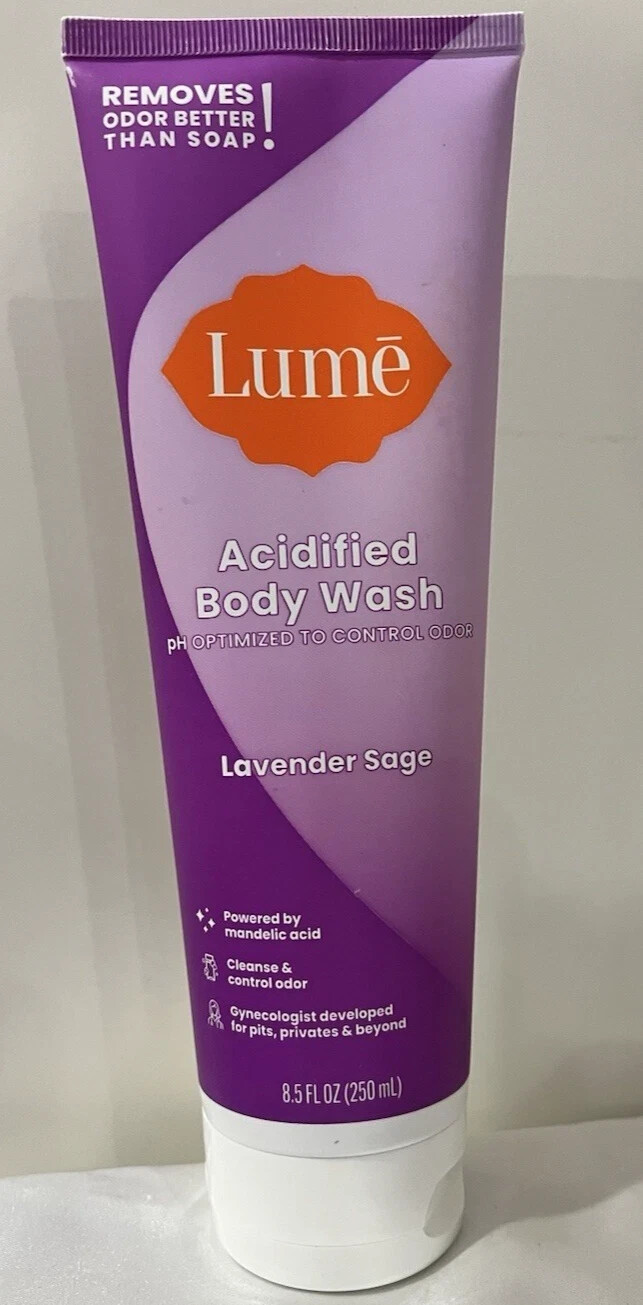 REMOVES
ODOR BETTER
THAN SOAP!
Lumē
Acidified
Body Wash
pH OPTIMIZED TO CONTROL ODOR
Lavender Sage
Powered by
mandelic acid
Cleanse &
control odor
Gynecologist developed
for pits, privates & beyond
8.5 FL OZ (250 mL)